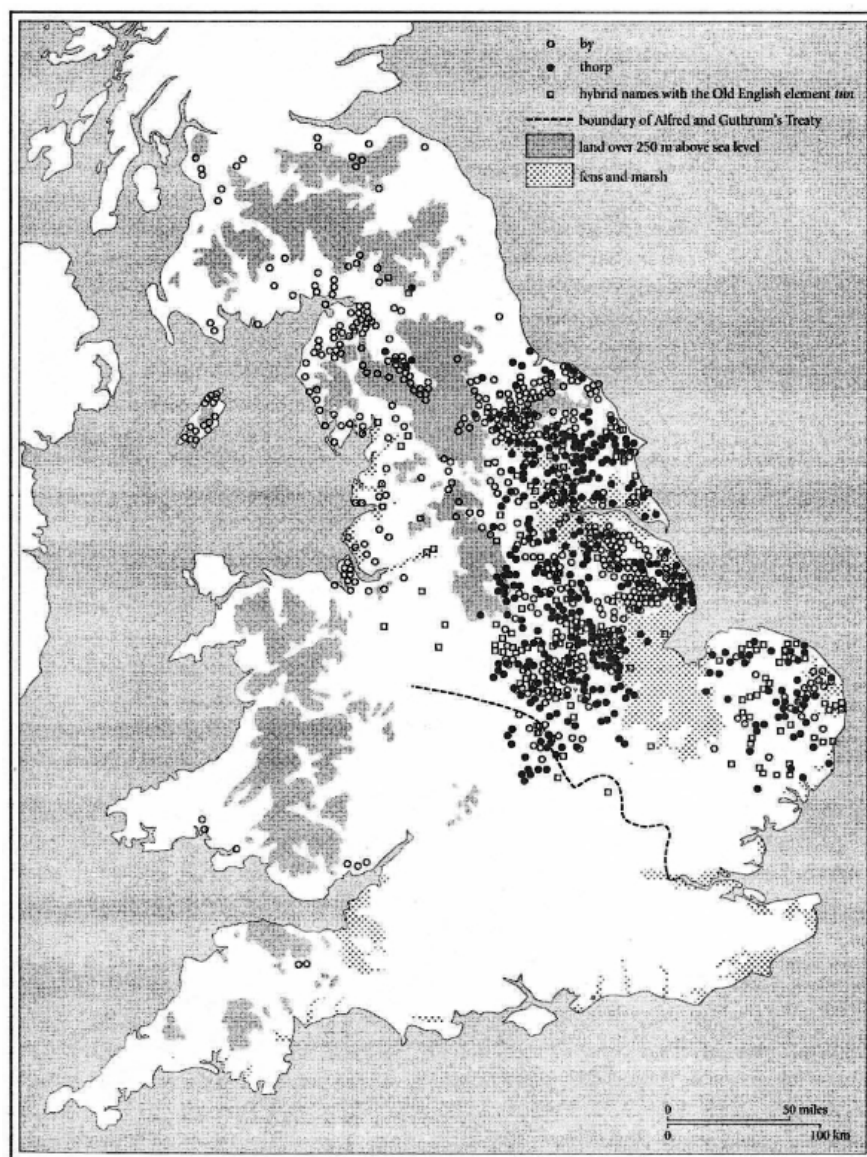 by
thorp
hybrid names with the Old English element tun
boundary of Alfred and Guthrum's Treaty
land over 250 m above sea level
fens and marsh
0 50 miles
0 100 km